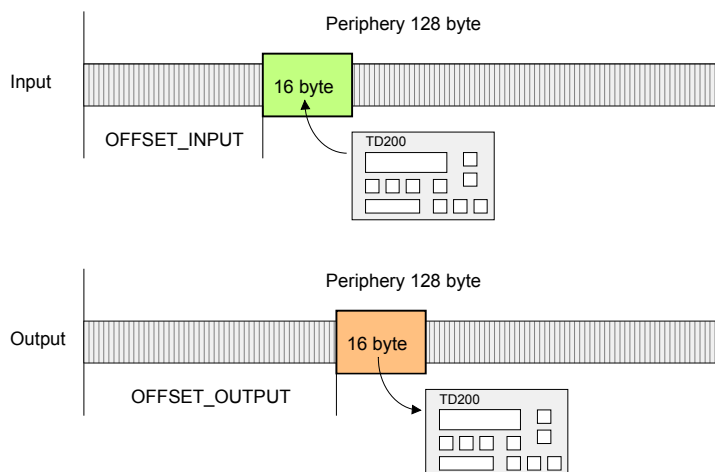 Periphery 128 byte
Input
16 byte
OFFSET_INPUT
TD200
Periphery 128 byte
Output
16 byte
OFFSET_OUTPUT
TD200